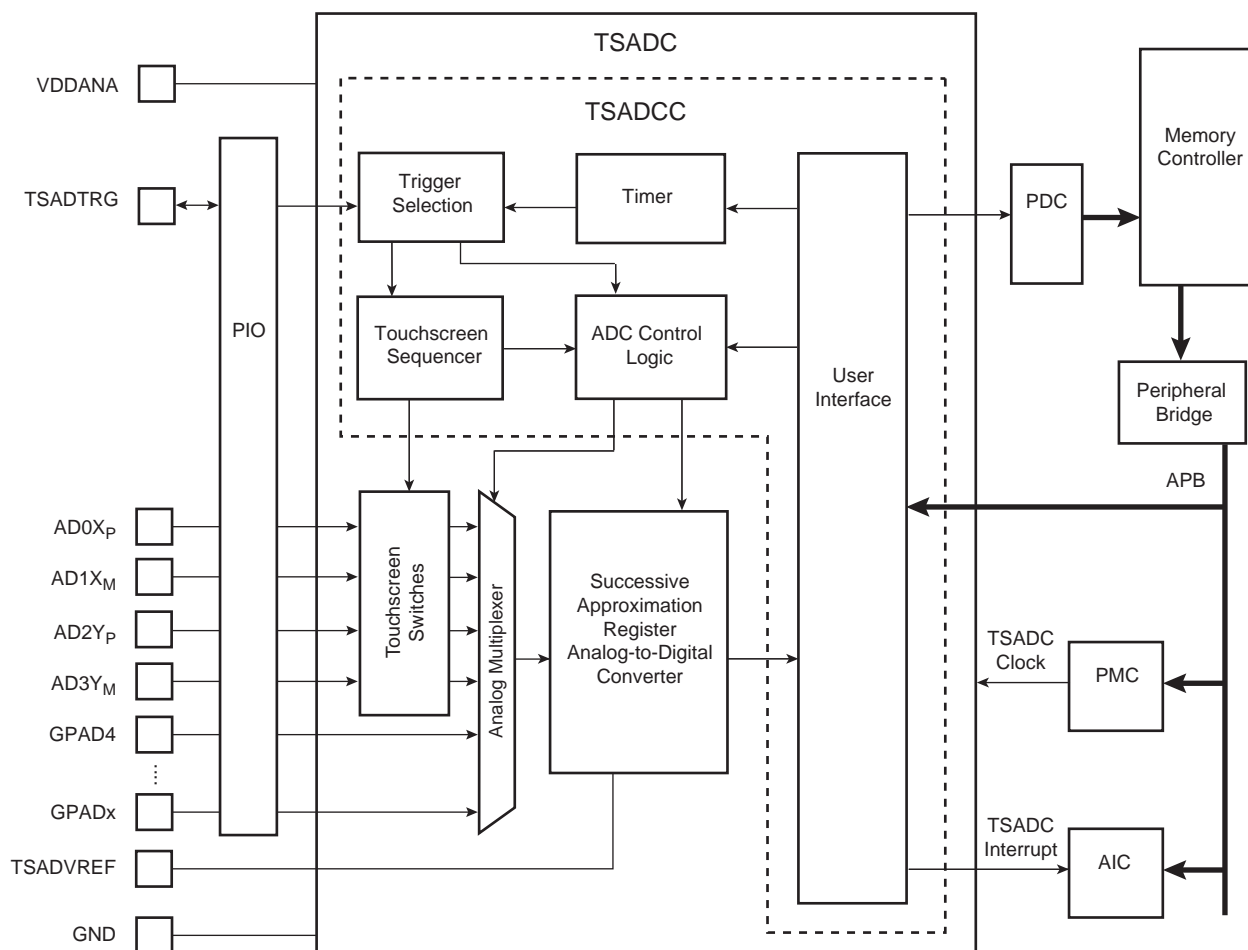 TSADC
VDDANA
TSADCC
Memory
Controller
Trigger
Selection
Timer
PDC
TSADTRG
PIO
Touchscreen
Sequencer
ADC Control
Logic
User
Interface
Peripheral
Bridge
APB
AD0XP
AD1XM
AD2YP
AD3YM
GPAD4
.....
GPADx
TSADVREF
GND
Touchscreen
Switches
Analog Multiplexer
Successive
Approximation
Register
Analog-to-Digital
Converter
TSADC
Clock
PMC
TSADC
Interrupt
AIC